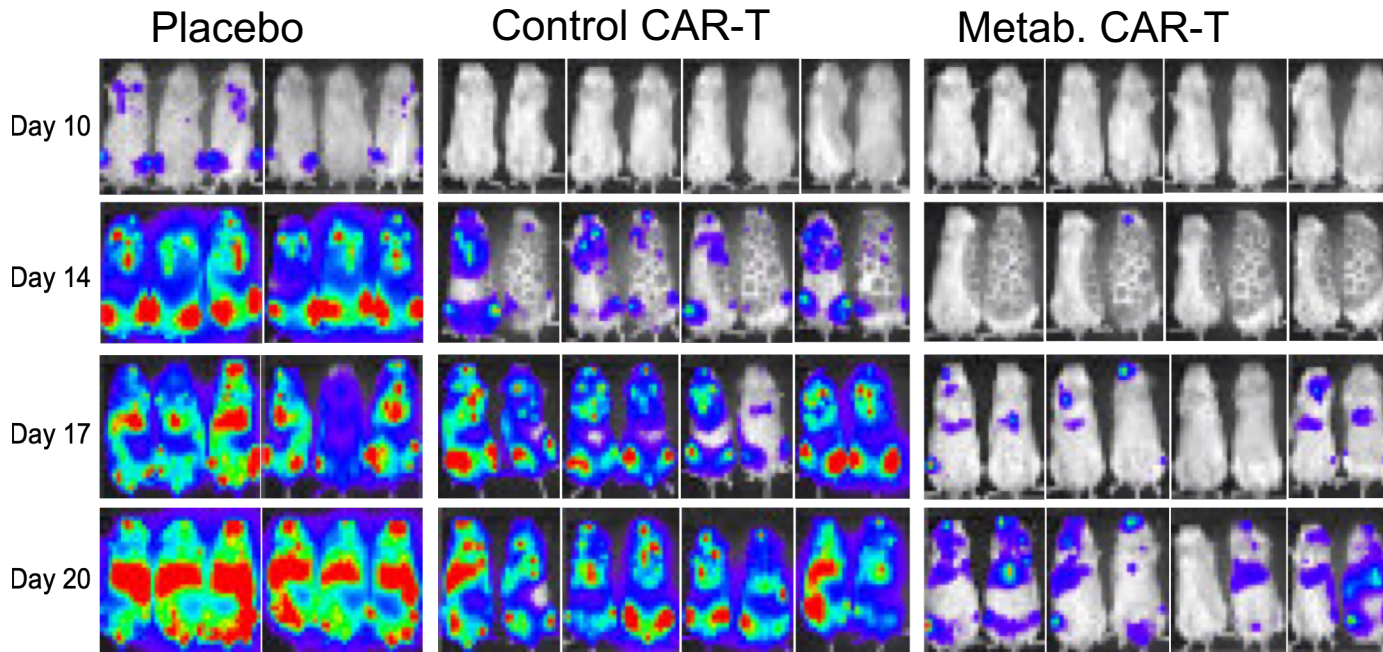 Placebo Control CAR-T Metab. CAR-T
Day 10
Day 14
Day 17
Day 20